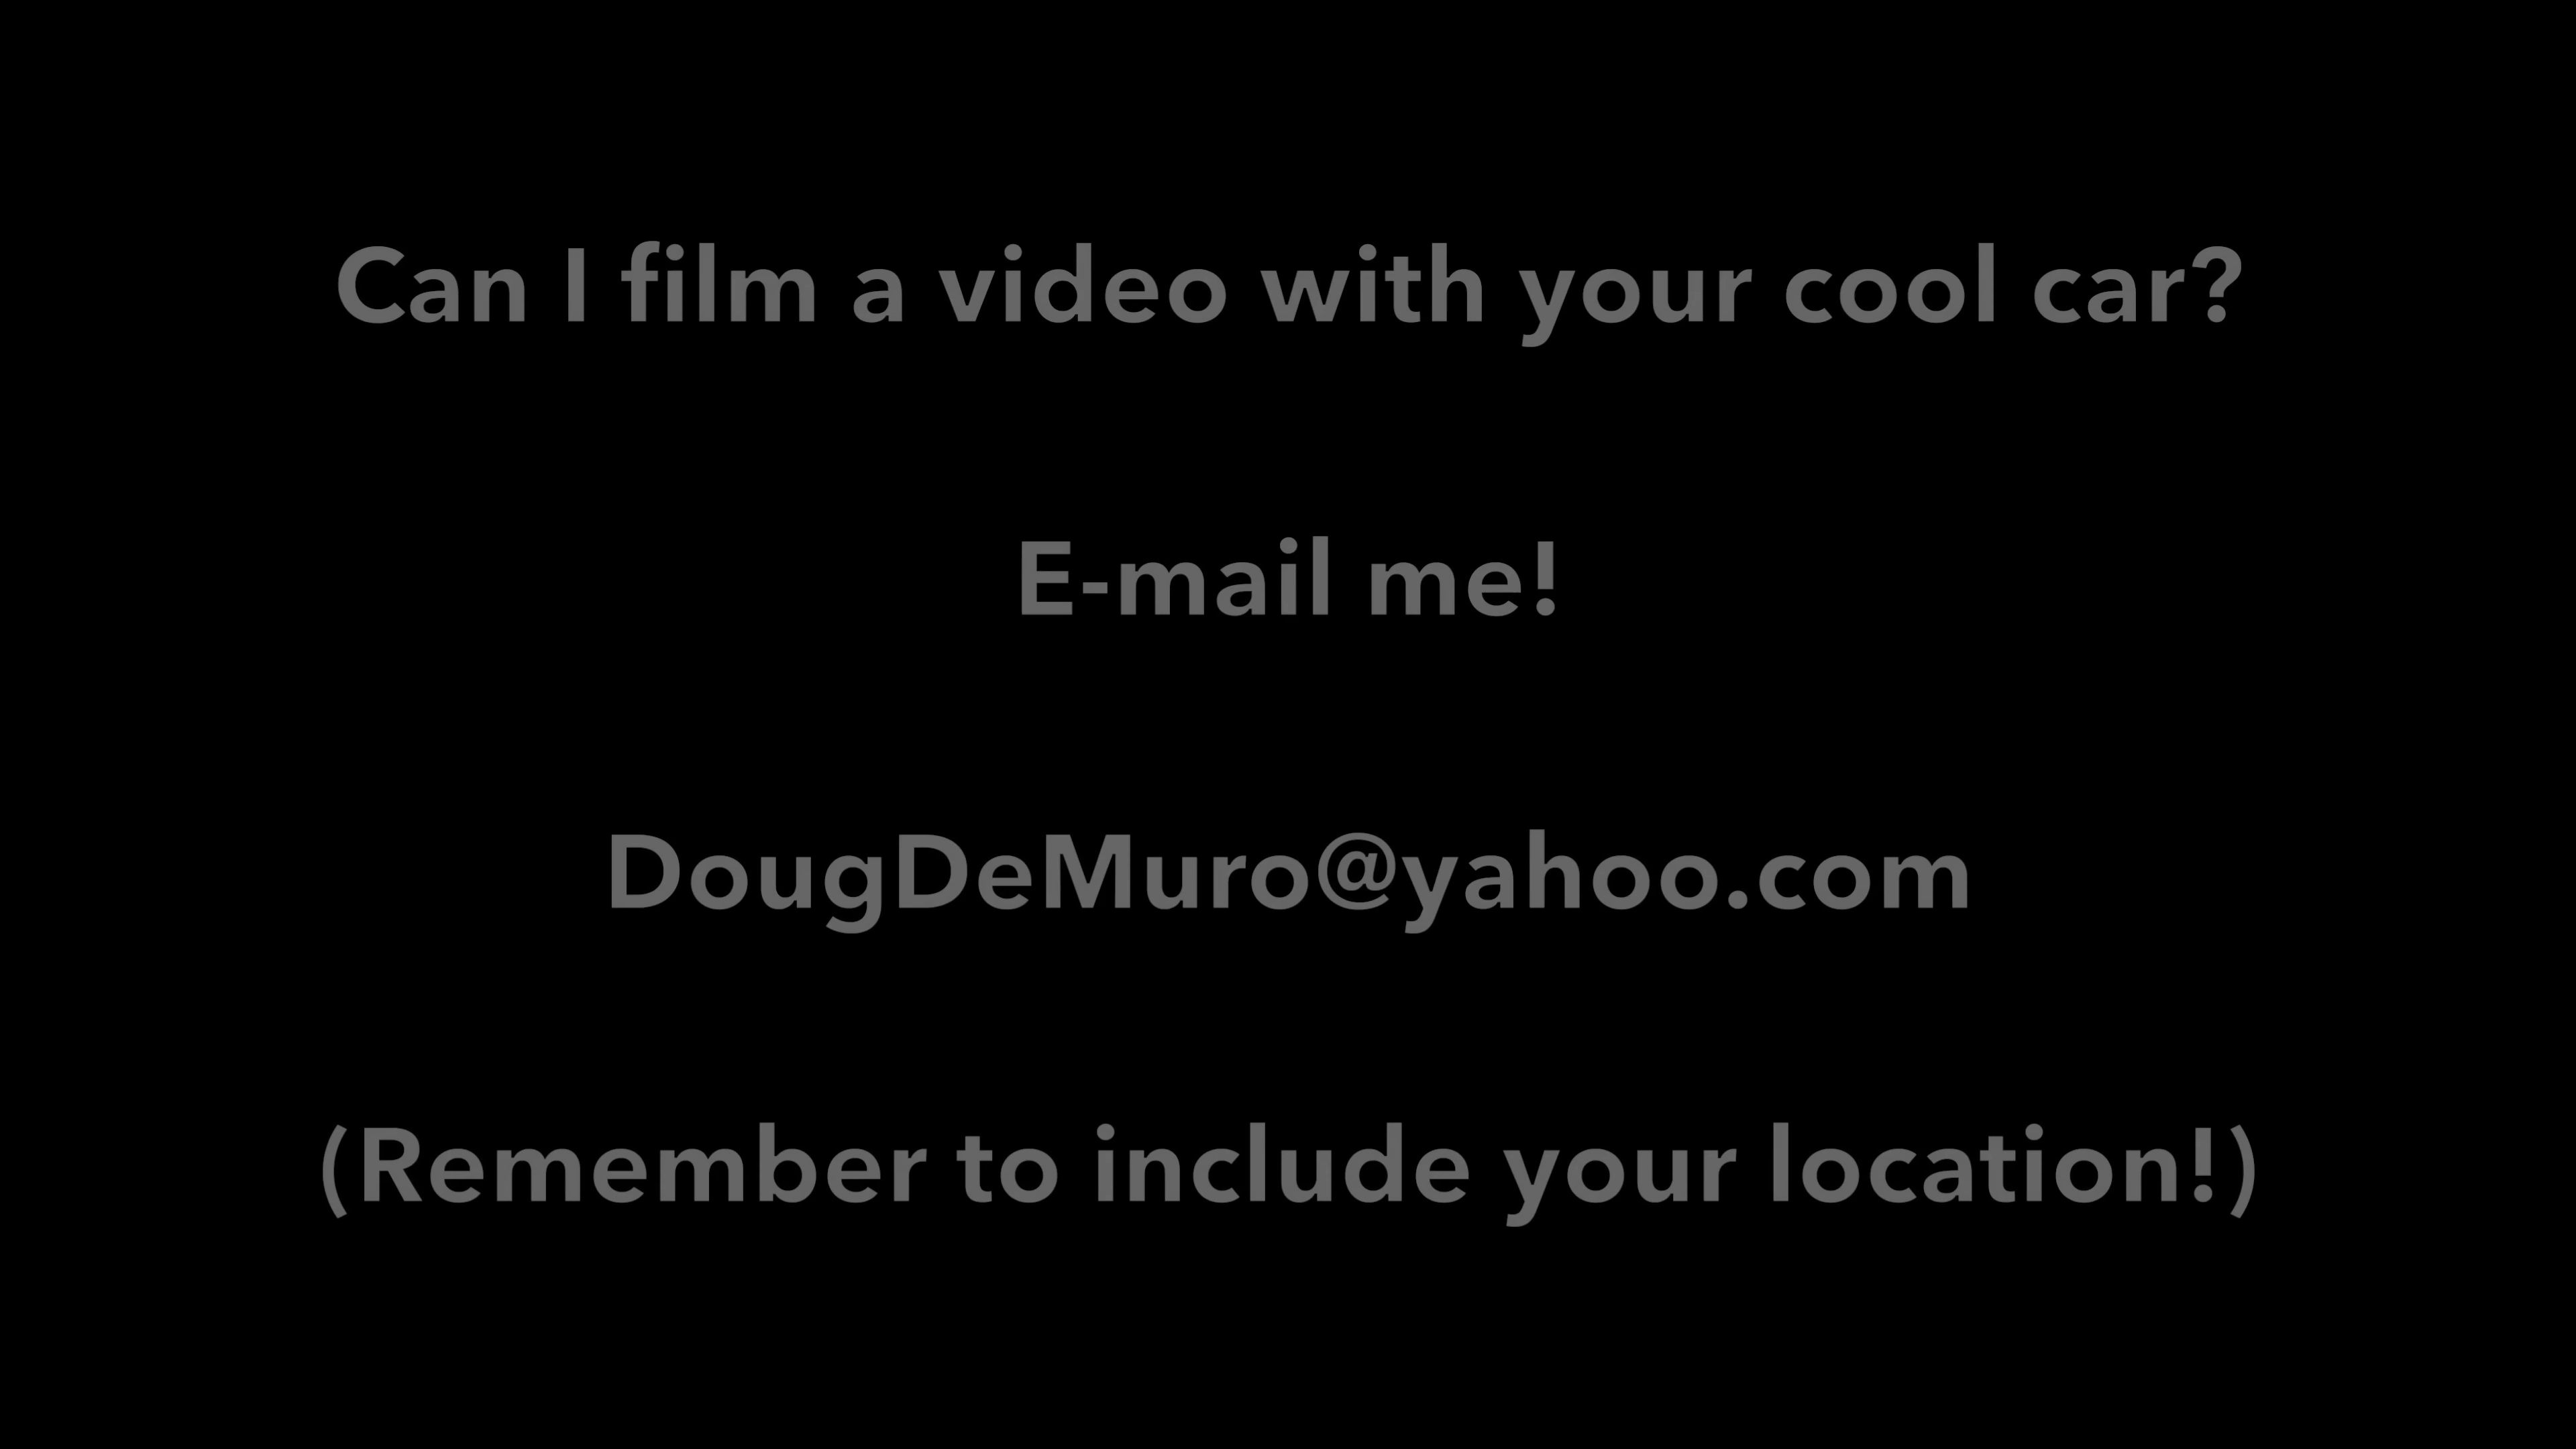 Can I film a video with your cool car?
E-mail me!
DougDeMuro@yahoo.com
(Remember to include your location!)